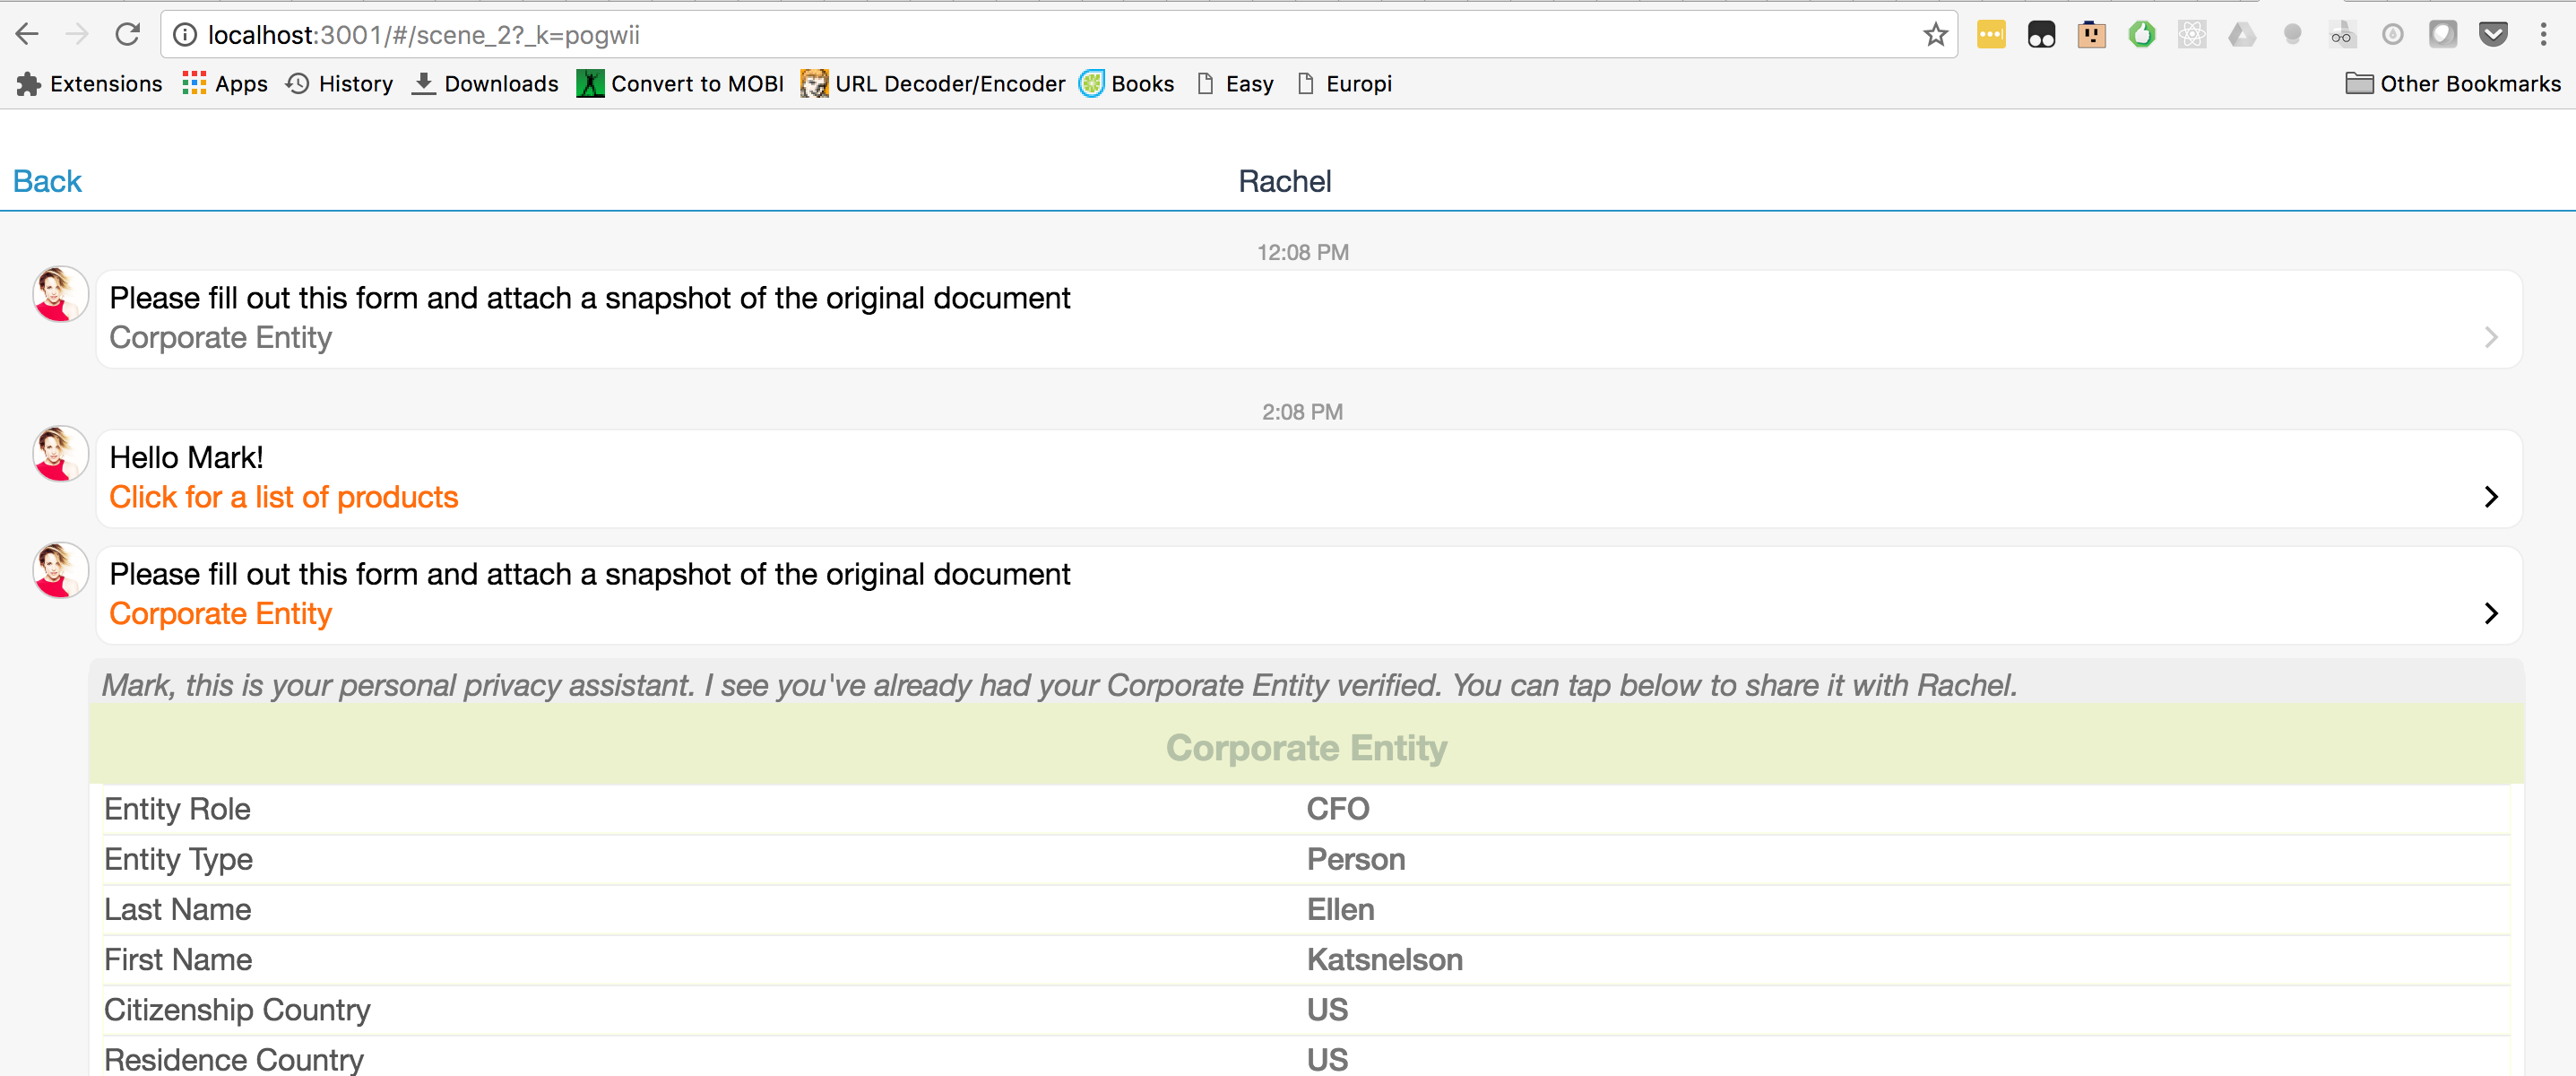 localhost:3001/#/scene_2?_k=pogwii
Extensions Apps History Downloads Convert to MOBI URL Decoder/Encoder Books Easy Europi Other Bookmarks
Back Rachel
12:08 PM
Please fill out this form and attach a snapshot of the original document
Corporate Entity
2:08 PM
Hello Mark!
Click for a list of products
Please fill out this form and attach a snapshot of the original document
Corporate Entity
Mark, this is your personal privacy assistant. I see you've already had your Corporate Entity verified. You can tap below to share it with Rachel.
Corporate Entity
Entity Role CFO
Entity Type Person
Last Name Ellen
First Name Katsnelson
Citizenship Country US
Residence Country US